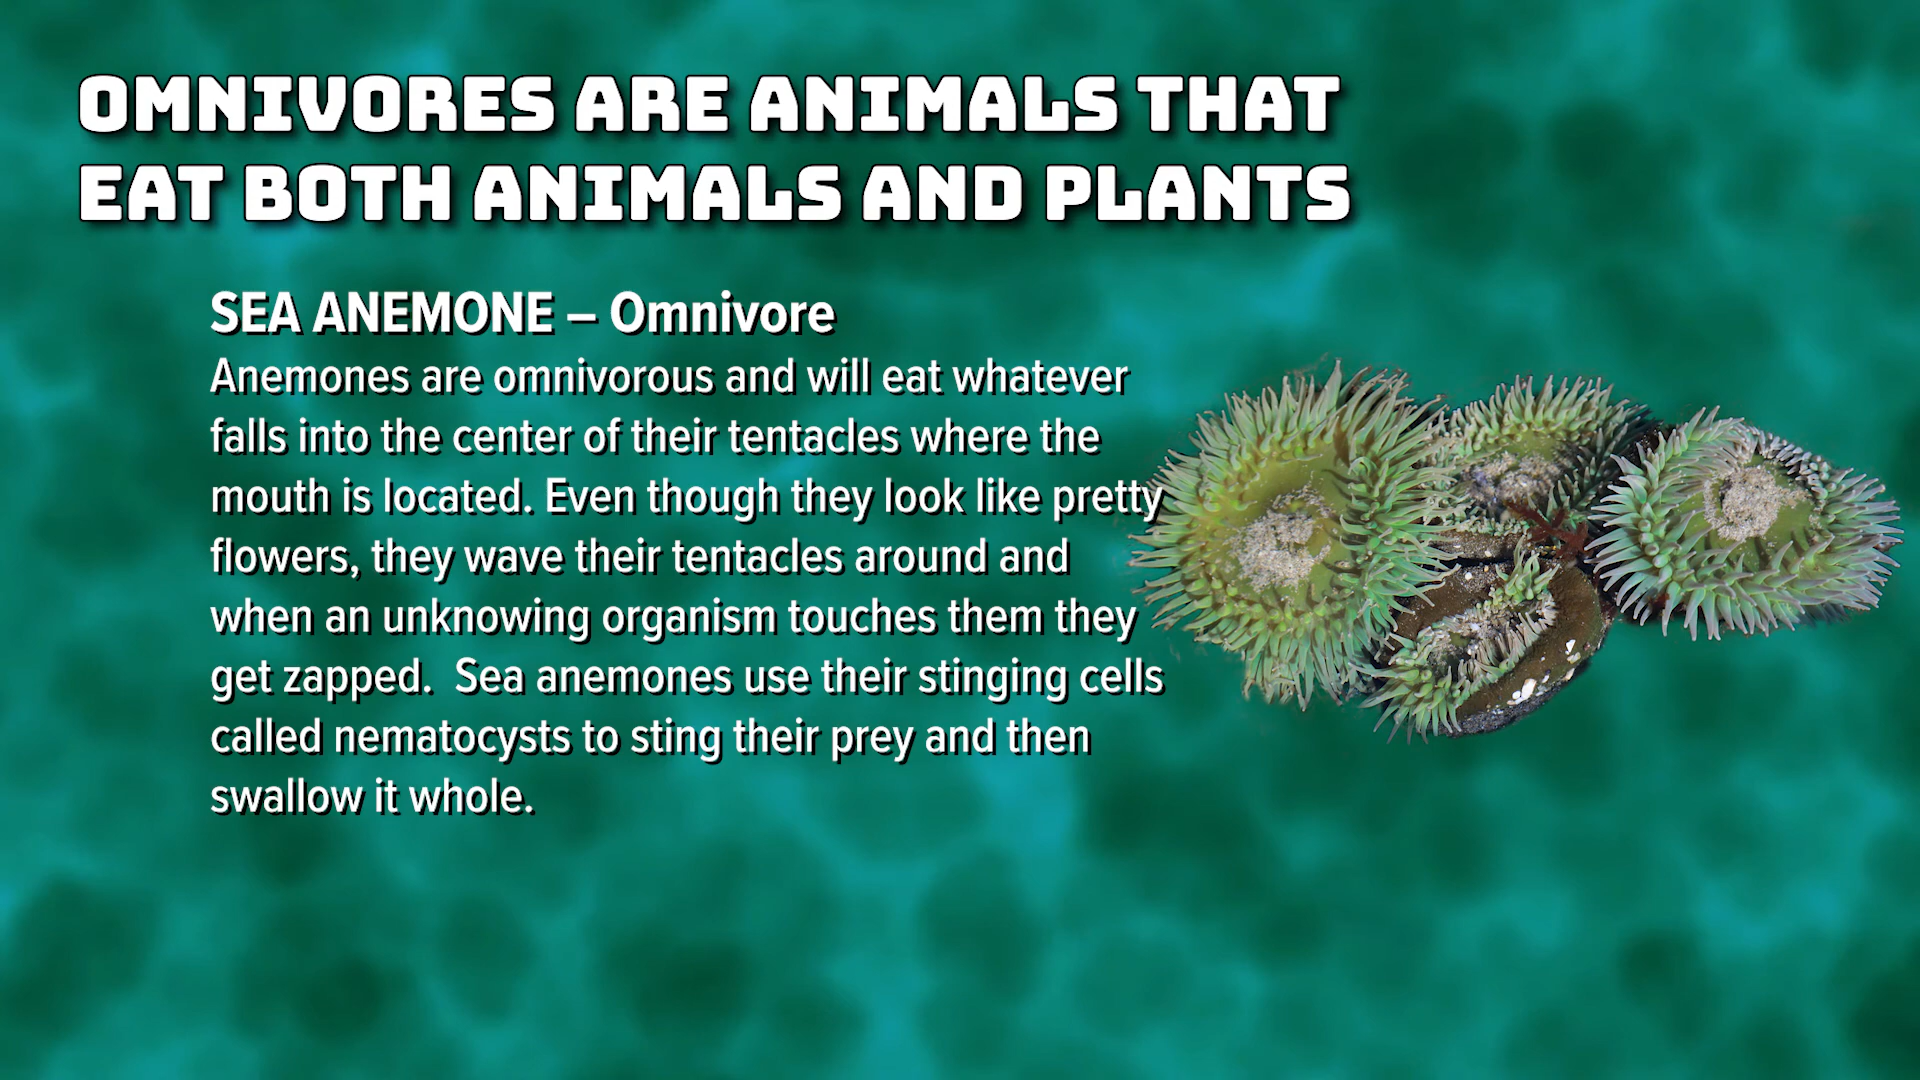 OMNIVORES ARE ANIMALS THAT
EAT BOTH ANIMALS AND PLANTS
SEA ANEMONE – Omnivore
Anemones are omnivorous and will eat whatever
falls into the center of their tentacles where the
mouth is located. Even though they look like pretty
flowers, they wave their tentacles around and
when an unknowing organism touches them they
get zapped.  Sea anemones use their stinging cells
called nematocysts to sting their prey and then
swallow it whole.